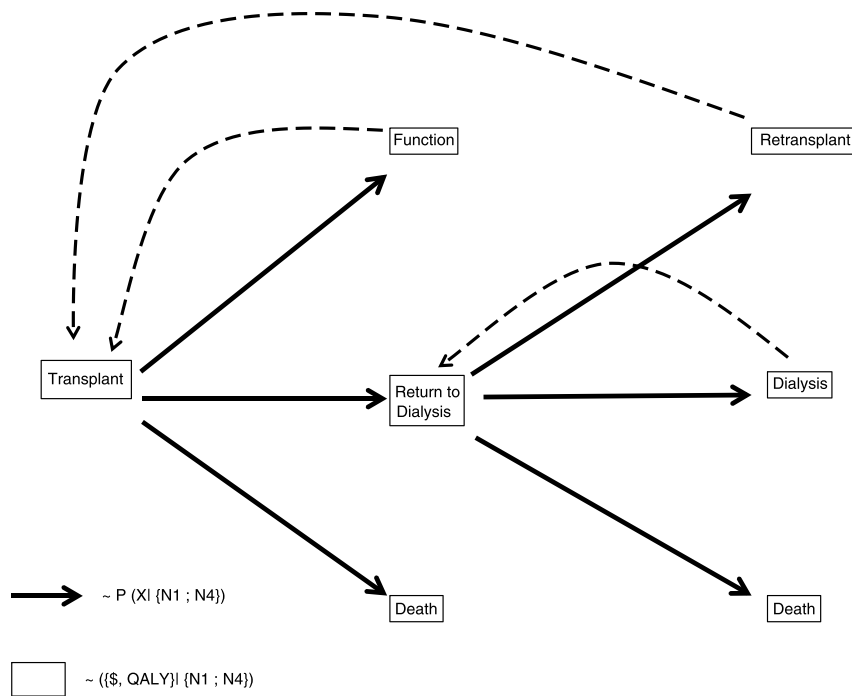 Function
Retransplant
Transplant
Return to
Dialysis
Dialysis
~ P (X| {N1 ; N4})
Death
Death
~ ({$, QALY}| {N1 ; N4})